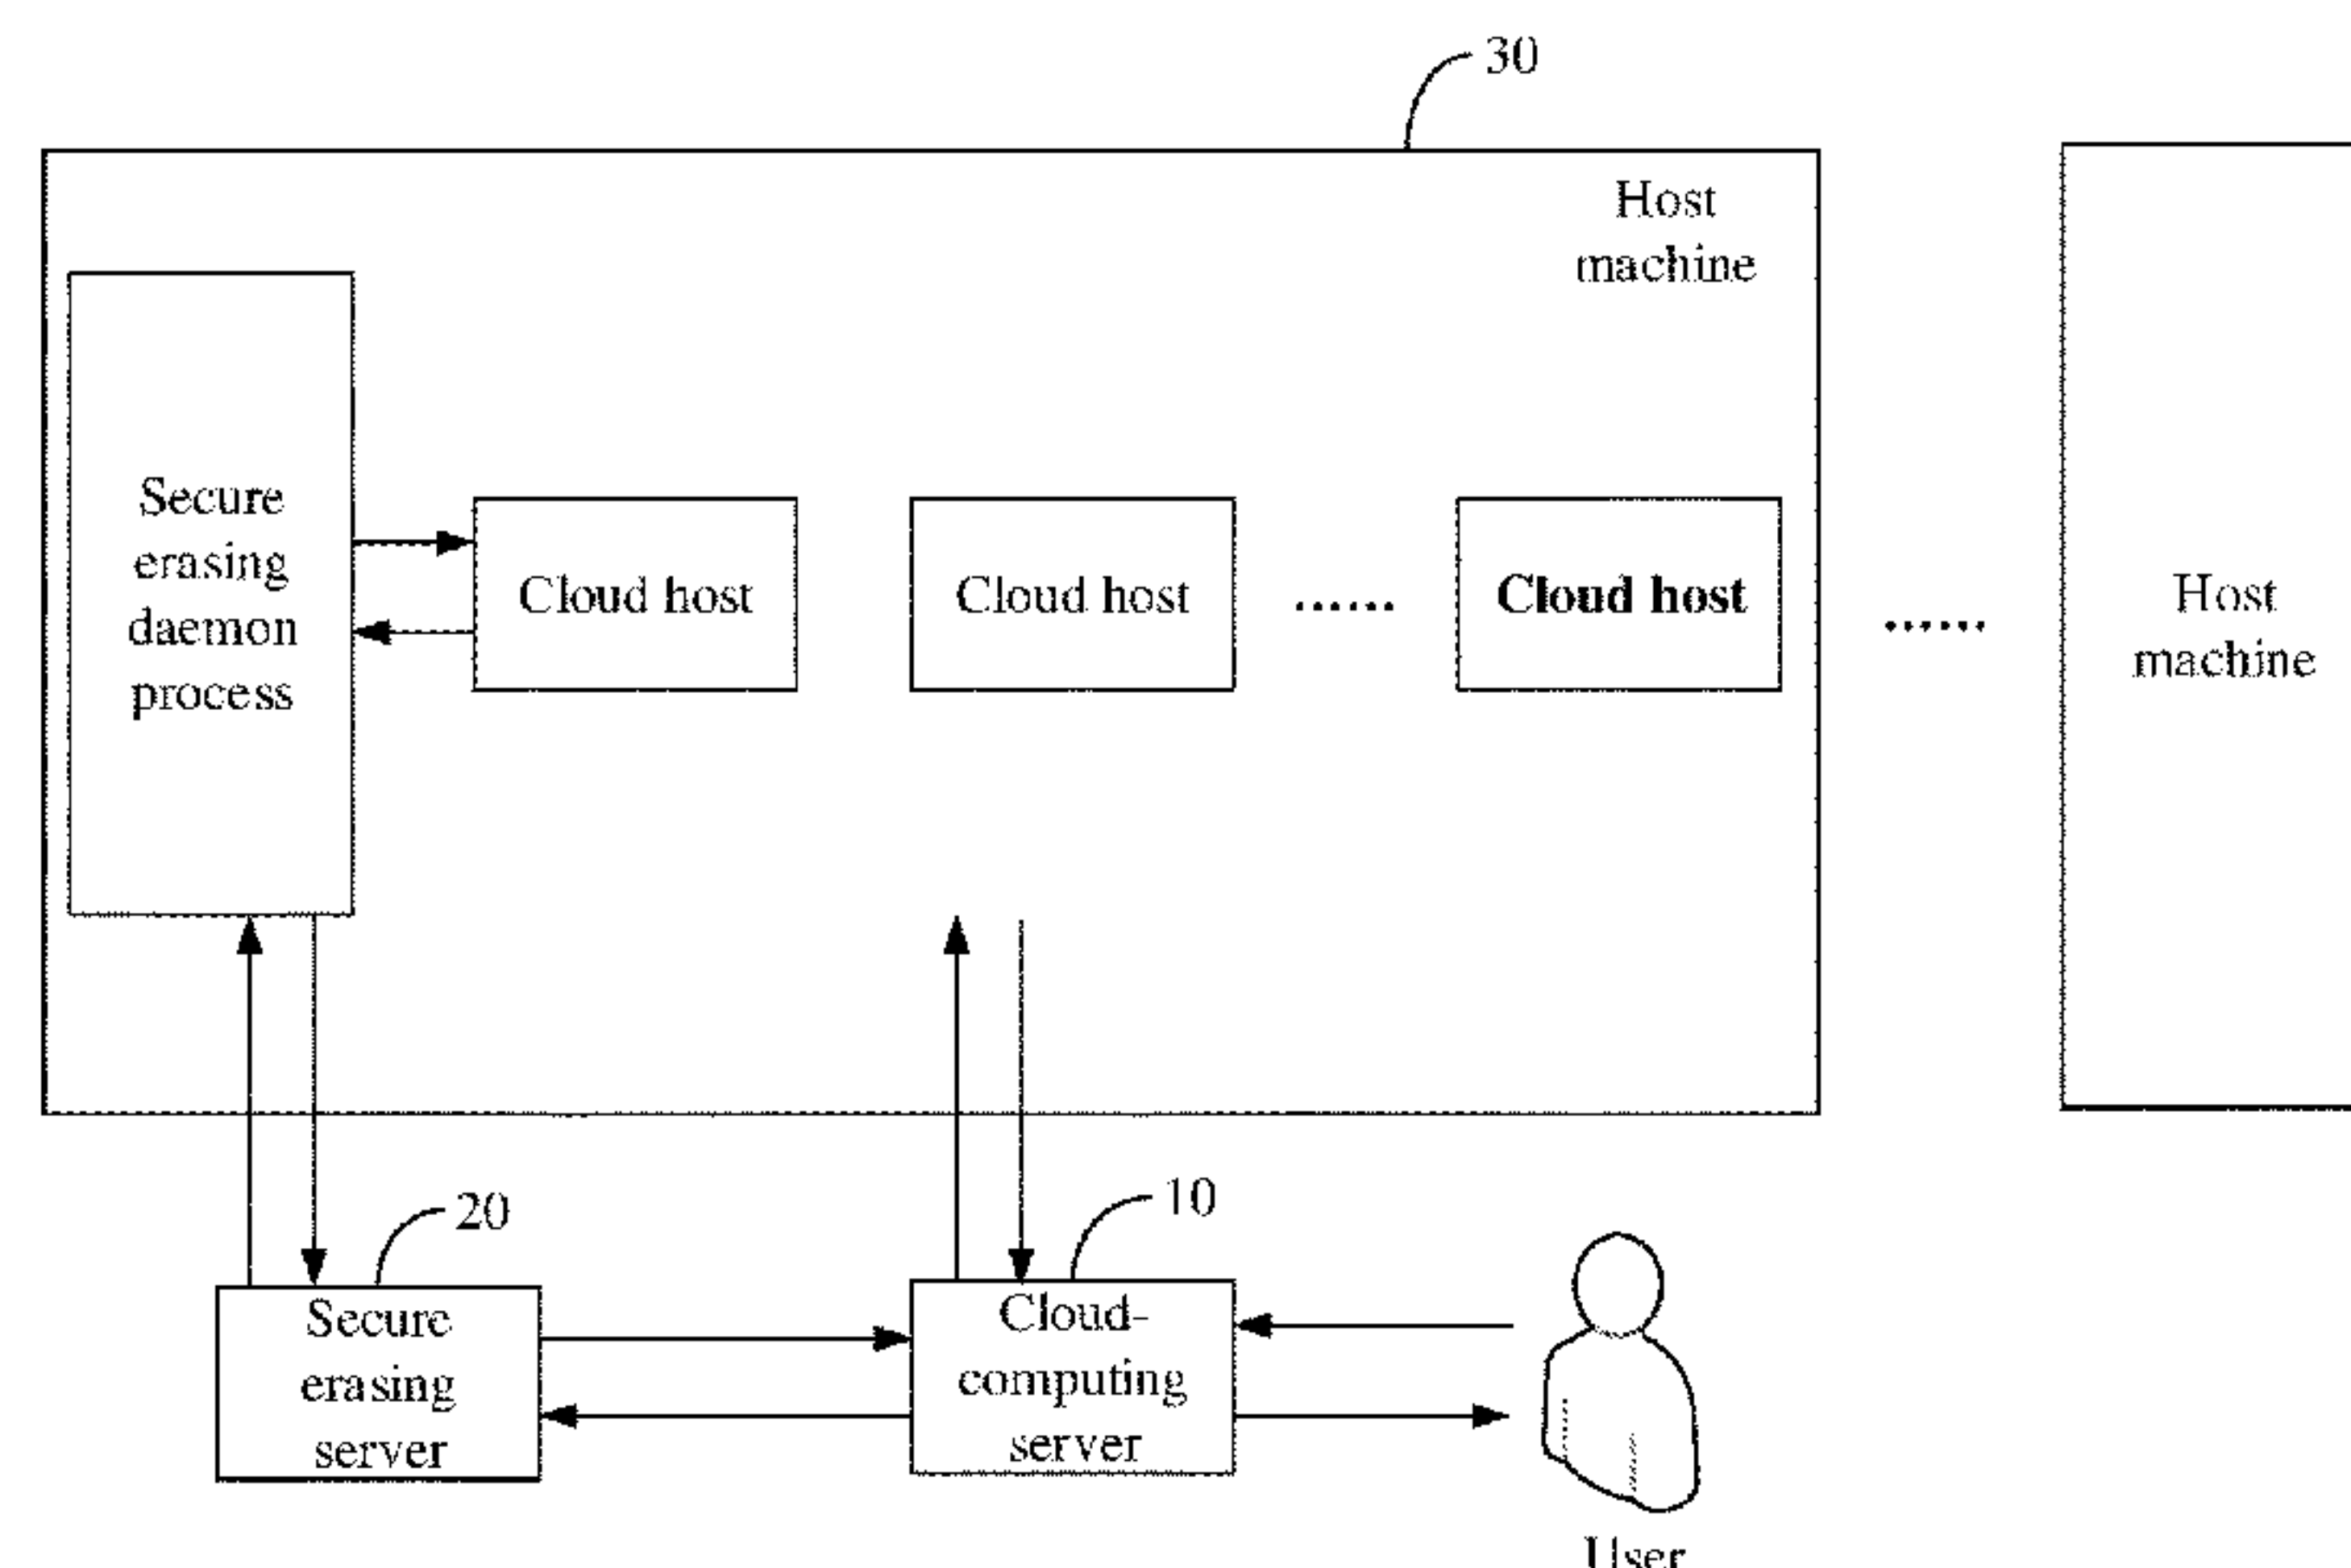 30
Host
machine
Secure
erasing
daemon
process
Cloud host
Cloud host
......
Cloud host
......
Host
machine
20
10
Secure
erasing
server
Cloud-
computing
server
User